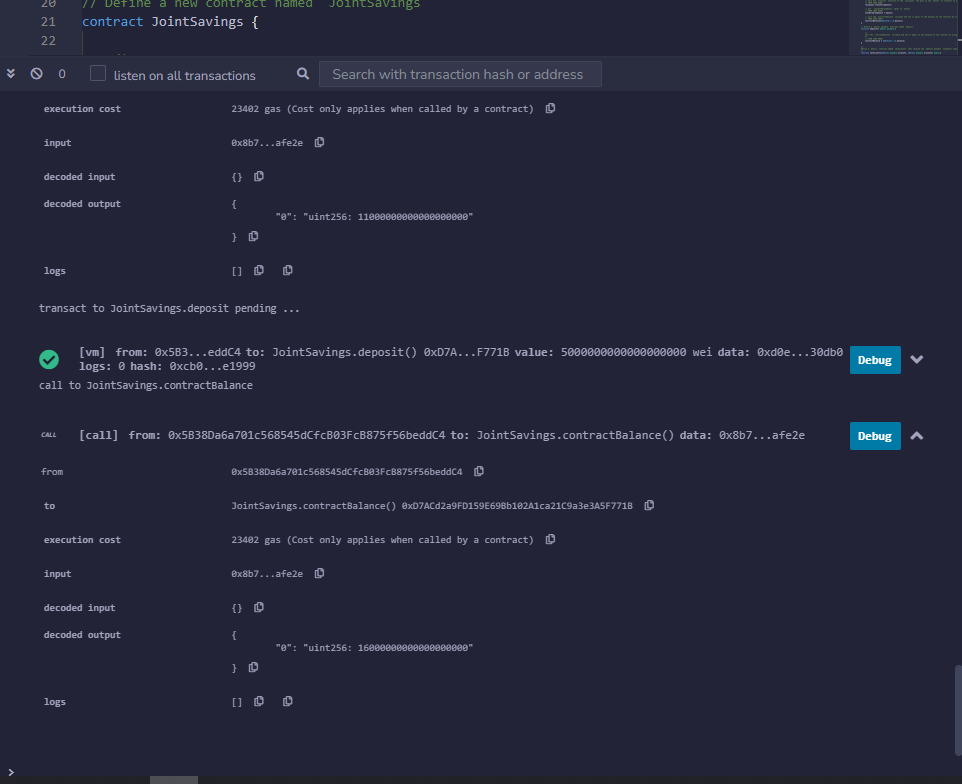 20 // Define a new contract named `JointSavings`
21 contract JointSavings {
22
0 listen on all transactions Search with transaction hash or address
execution cost 23402 gas (Cost only applies when called by a contract)
input 0x8b7...afe2e
decoded input {}
decoded output {
"0": "uint256: 11000000000000000000"
}
logs []
transact to JointSavings.deposit pending ...
[vm] from: 0x5B3...eddC4 to: JointSavings.deposit() 0xD7A...F771B value: 5000000000000000000 wei data: 0xd0e...30db0
Debug
logs: 0 hash: 0xcb0...e1999
call to JointSavings.contractBalance
CALL [call] from: 0x5B38Da6a701c568545dCfcB03FcB875f56beddC4 to: JointSavings.contractBalance() data: 0x8b7...afe2e
Debug
from 0x5B38Da6a701c568545dCfcB03FcB875f56beddC4
to JointSavings.contractBalance() 0xD7ACd2a9FD159E69Bb102A1ca21C9a3e3A5F771B
execution cost 23402 gas (Cost only applies when called by a contract)
input 0x8b7...afe2e
decoded input {}
decoded output {
"0": "uint256: 16000000000000000000"
}
logs []
>